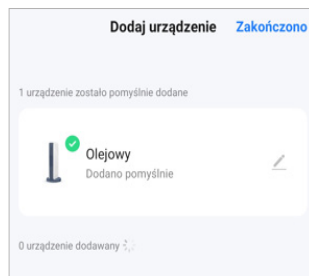 Dodaj urządzenie Zakończono
1 urządzenie zostało pomyślnie dodane
Olejowy
Dodano pomyślnie
0 urządzenie dodawany